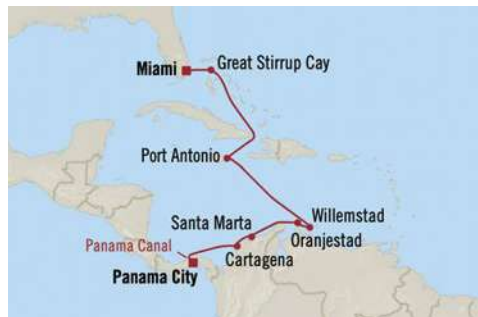 Miami
Great Stirrup Cay
Port Antonio
Santa Marta
Willemstad
Oranjestad
Panama Canal
Cartagena
Panama City